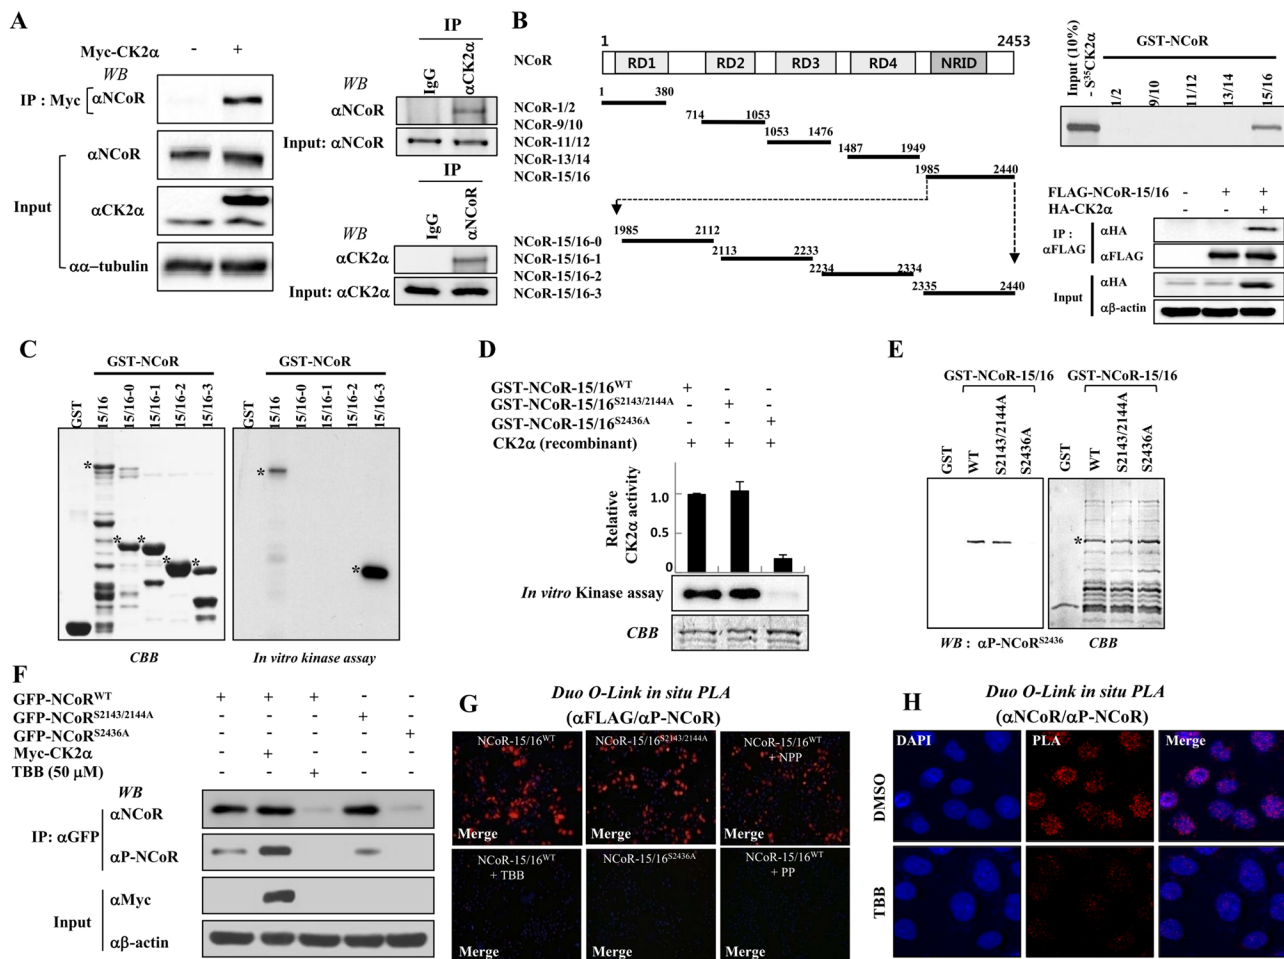 A
Myc-CK2α - +
WB
IP : Myc αNCoR
αNCoR
Input
αCK2α
αα−tubulin
IP
IgG
αCK2α
αNCoR
Input: αNCoR
IP
WB
IgG
αNCoR
αCK2α
Input: αCK2α
B
1 2453
NCoR RD1 RD2 RD3 RD4 NRID
1 380
NCoR-1/2
714 1053
NCoR-9/10
1053 1476
NCoR-11/12
1487 1949
NCoR-13/14
1985 2440
NCoR-15/16
1985 2112
NCoR-15/16-0
2113 2233
NCoR-15/16-1
2234 2334
NCoR-15/16-2
2335 2440
NCoR-15/16-3
Input (10%)
- S³⁵CK2α
GST-NCoR
1/2
9/10
11/12
13/14
15/16
FLAG-NCoR-15/16 - + +
HA-CK2α - - +
IP : αFLAG
αHA
αFLAG
Input
αHA
αβ-actin
C
GST-NCoR
GST
15/16
15/16-0
15/16-1
15/16-2
15/16-3
*
* * * *
CBB
GST-NCoR
GST
15/16
15/16-0
15/16-1
15/16-2
15/16-3
*
*
In vitro kinase assay
D
GST-NCoR-15/16ᵂᵀ + - -
GST-NCoR-15/16S2143/2144A - + -
GST-NCoR-15/16S2436A - - +
CK2α (recombinant) + + +
Relative
CK2α activity
1.0
0.5
0
In vitro Kinase assay
CBB
E
GST-NCoR-15/16
GST
WT
S2143/2144A
S2436A
WB : αP-NCoRS2436
GST-NCoR-15/16
GST
WT
S2143/2144A
S2436A
*
CBB
F
GFP-NCoRWT + + + - -
GFP-NCoRS2143/2144A - - - + -
GFP-NCoRS2436A - - - - +
Myc-CK2α - + - - -
TBB (50 μM) - - + - -
WB
IP: αGFP
αNCoR
αP-NCoR
Input
αMyc
αβ-actin
G
Duo O-Link in situ PLA
(αFLAG/αP-NCoR)
NCoR-15/16WT
Merge
NCoR-15/16S2143/2144A
Merge
NCoR-15/16WT
+ NPP
Merge
NCoR-15/16WT
+ TBB
Merge
NCoR-15/16S2436A
Merge
NCoR-15/16WT
+ PP
Merge
H
Duo O-Link in situ PLA
(αNCoR/αP-NCoR)
DAPI PLA Merge
DMSO
TBB